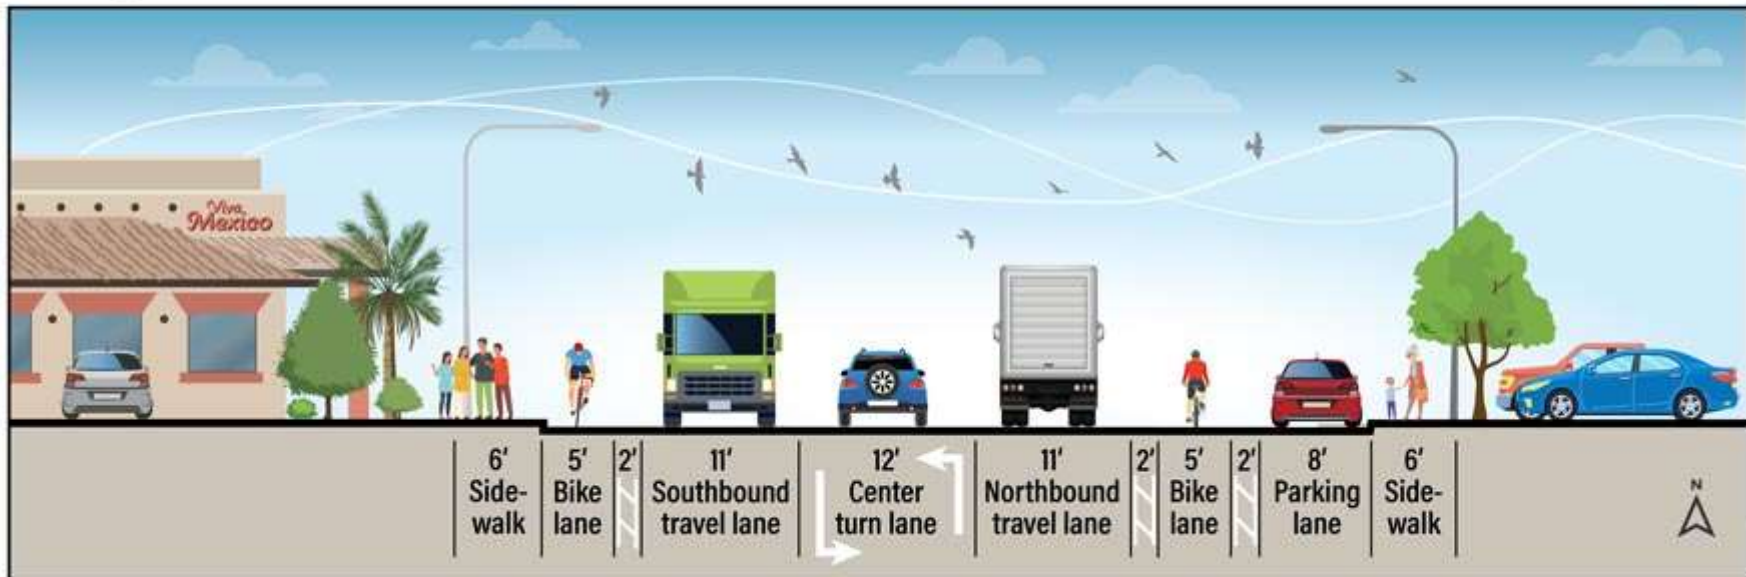 Viva
Mexico
6'
Side-
walk
5'
Bike
lane
2'
11'
Southbound
travel lane
12'
Center
turn lane
11'
Northbound
travel lane
2'
5'
Bike
lane
2'
8'
Parking
lane
6'
Side-
walk
N